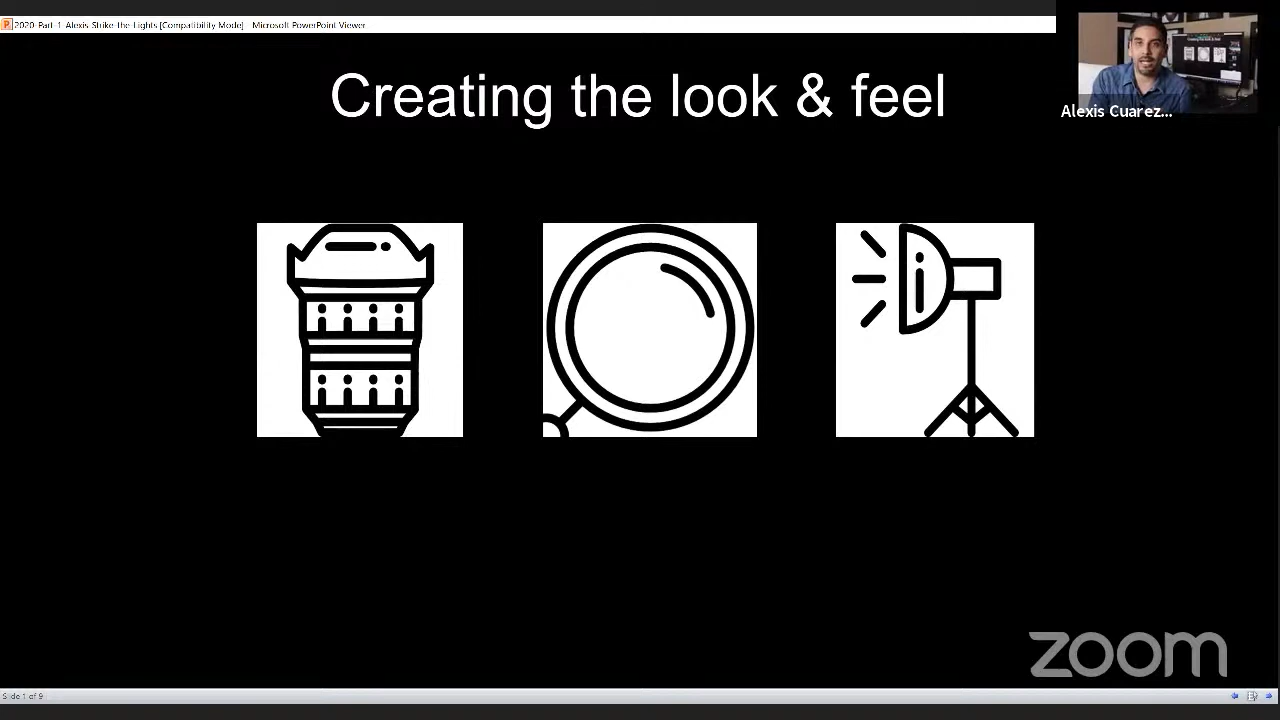 2020-Part-1-Alexis-Strike-the-Lights [Compatibility Mode] - Microsoft PowerPoint Viewer
Creating the look & feel
Alexis Cuarez...
zoom
Slide 1 of 9